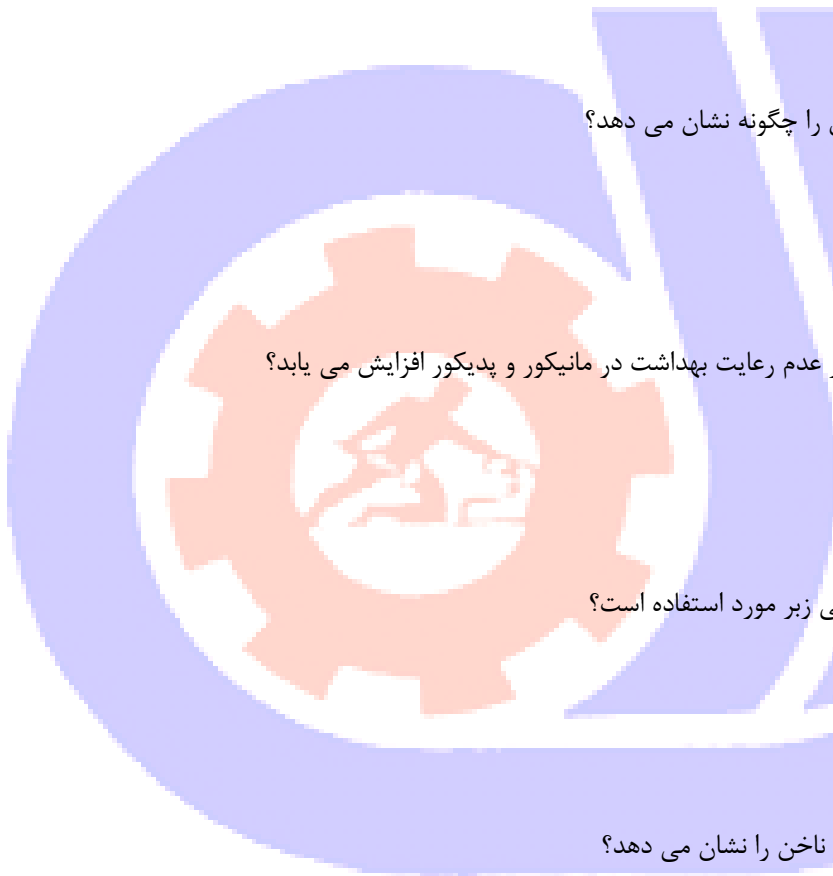 را چگونه نشان می دهد؟
عدم رعایت بهداشت در مانیکور و پدیکور افزایش می یابد؟
زبر مورد استفاده است؟
ناخن را نشان می دهد؟